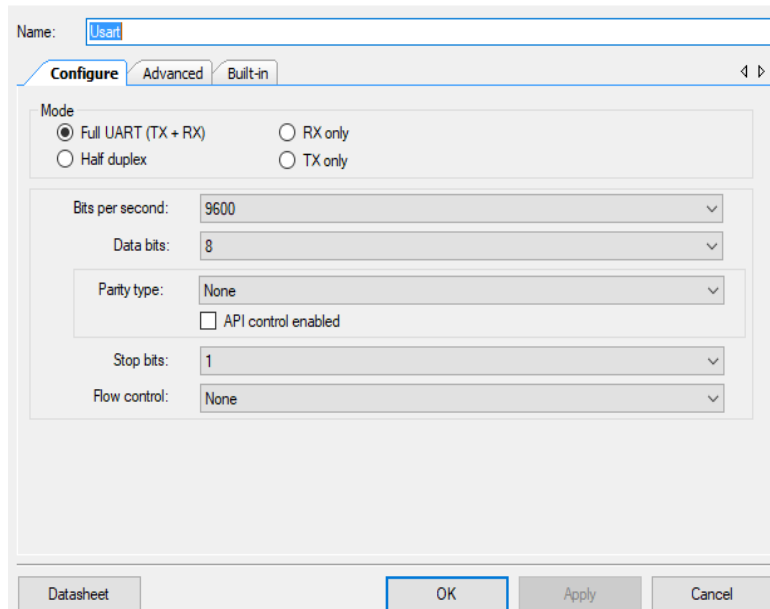 Name: Usart
Configure Advanced Built-in
Mode
Full UART (TX + RX) RX only
Half duplex TX only
Bits per second: 9600
Data bits: 8
Parity type: None
API control enabled
Stop bits: 1
Flow control: None
Datasheet OK Apply Cancel